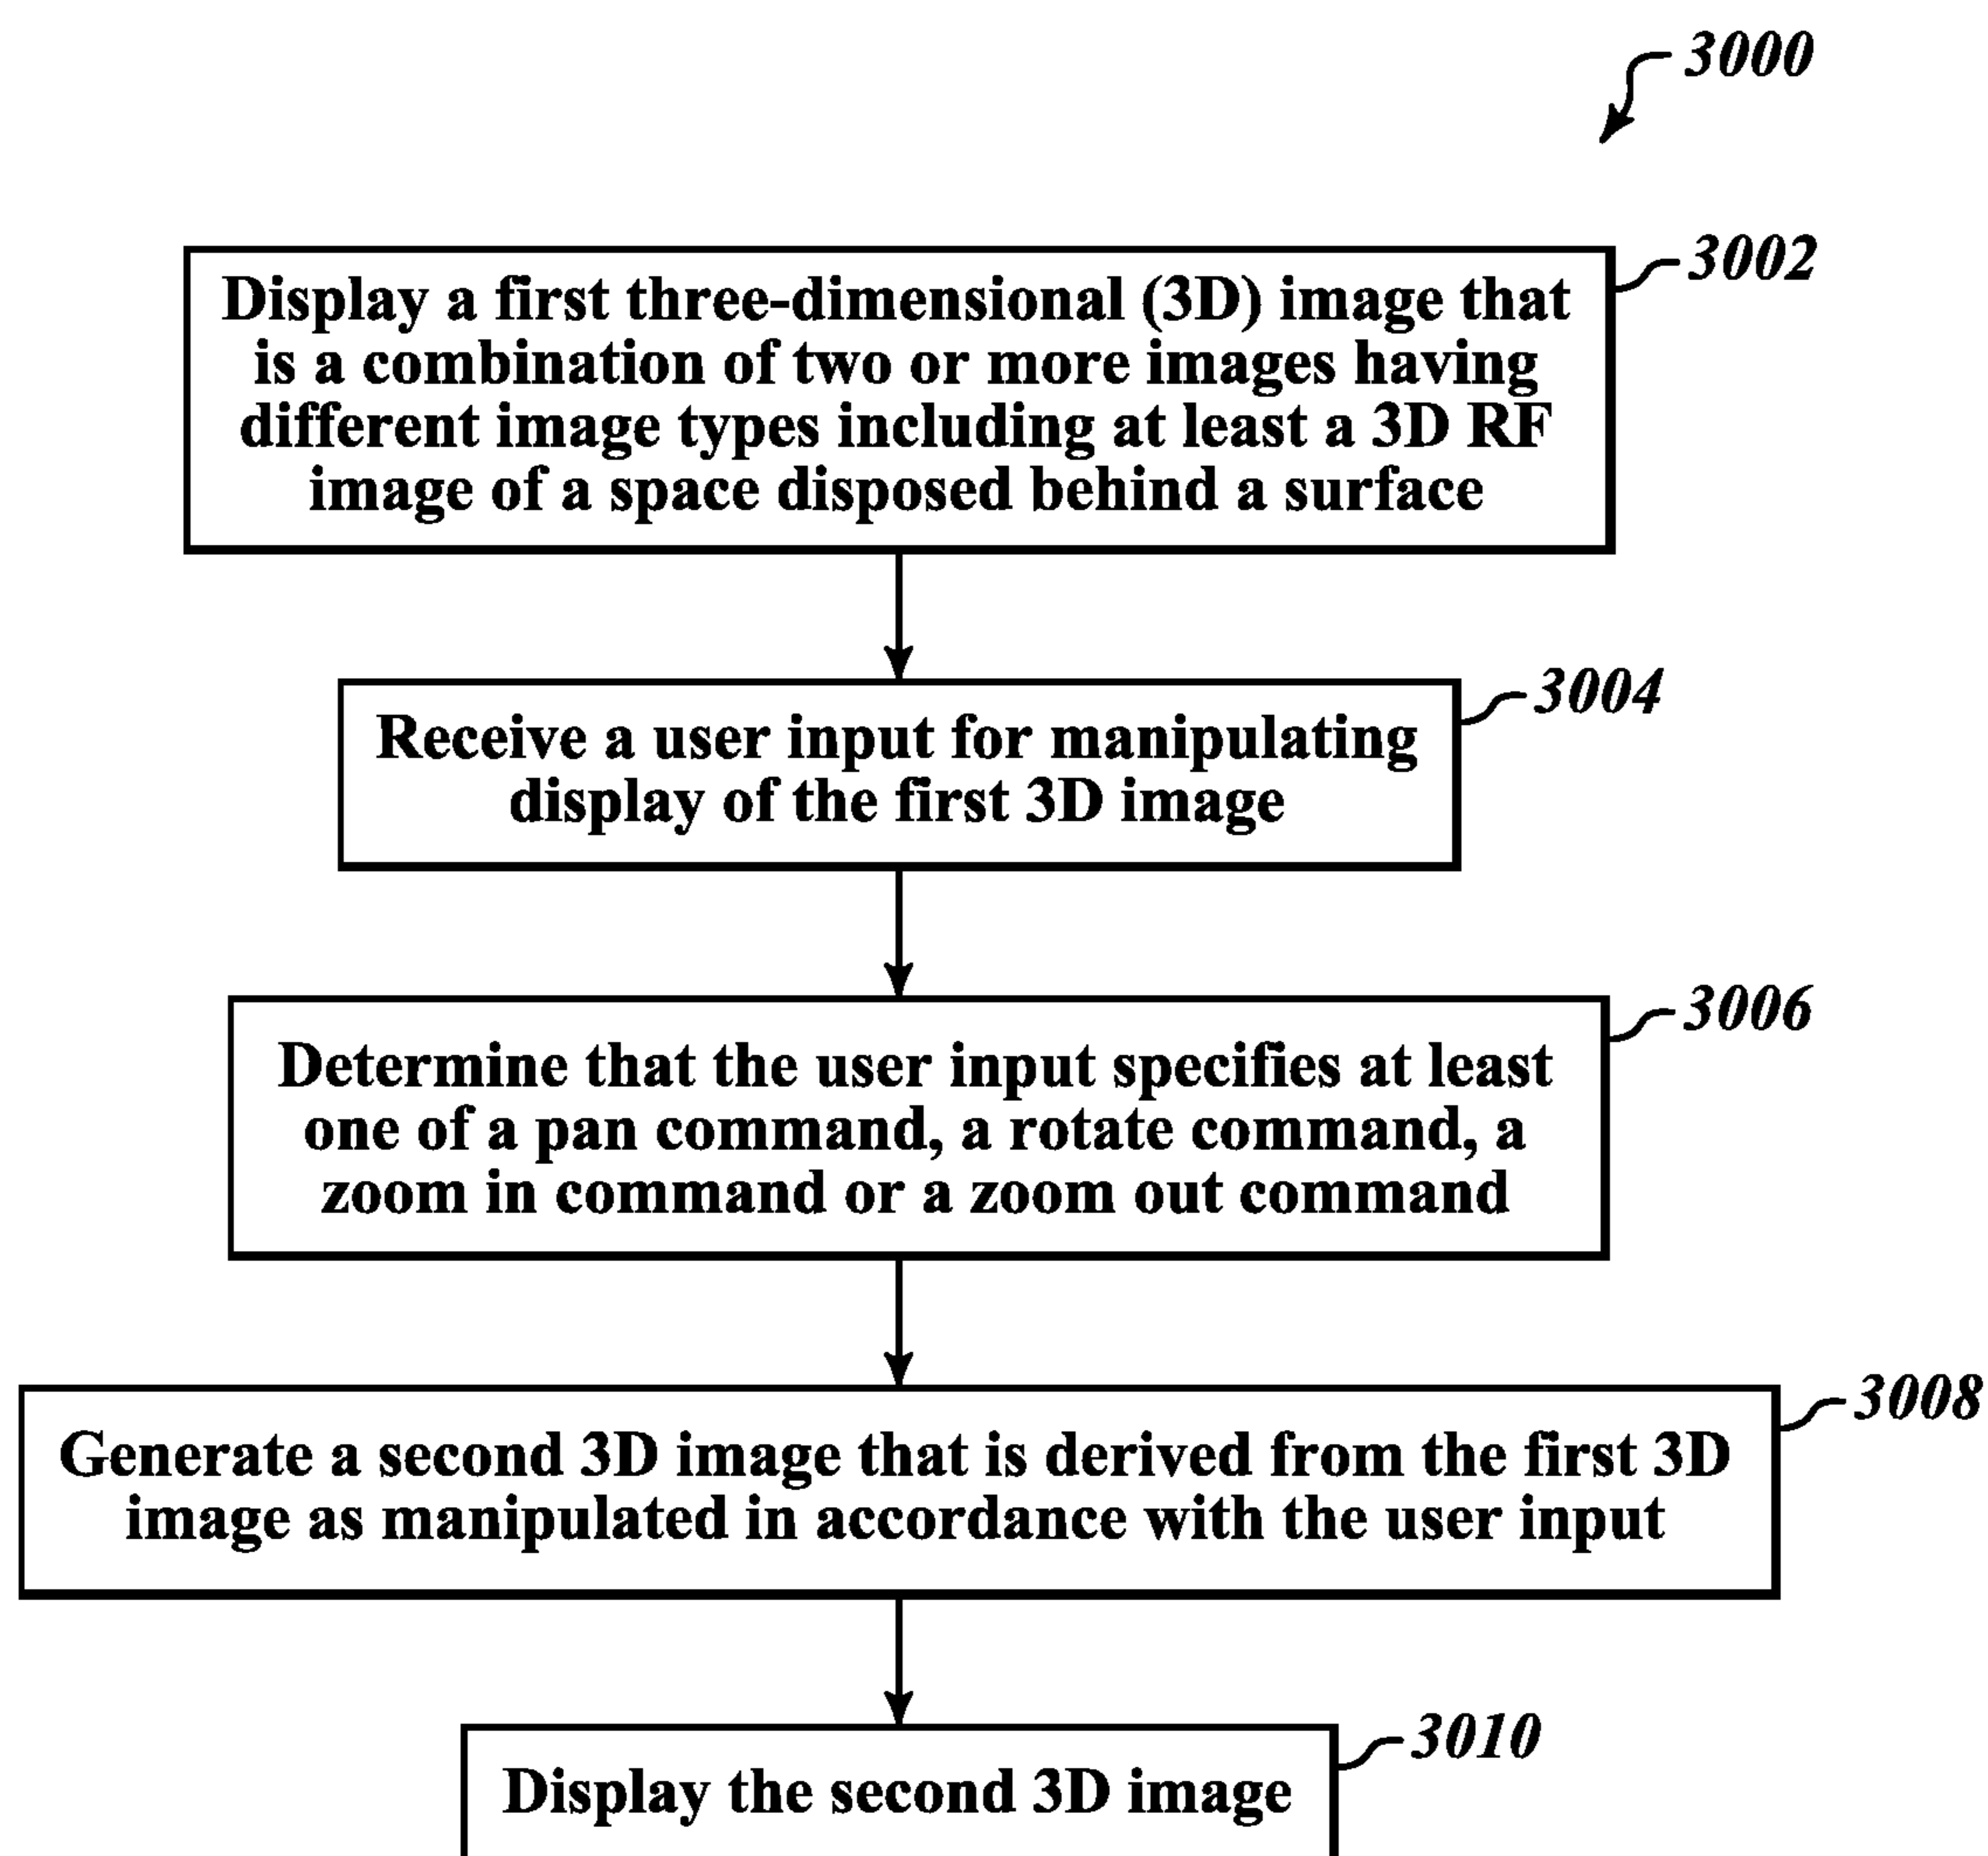 3000
3002
Display a first three-dimensional (3D) image that
is a combination of two or more images having
different image types including at least a 3D RF
image of a space disposed behind a surface
3004
Receive a user input for manipulating
display of the first 3D image
3006
Determine that the user input specifies at least
one of a pan command, a rotate command, a
zoom in command or a zoom out command
3008
Generate a second 3D image that is derived from the first 3D
image as manipulated in accordance with the user input
3010
Display the second 3D image